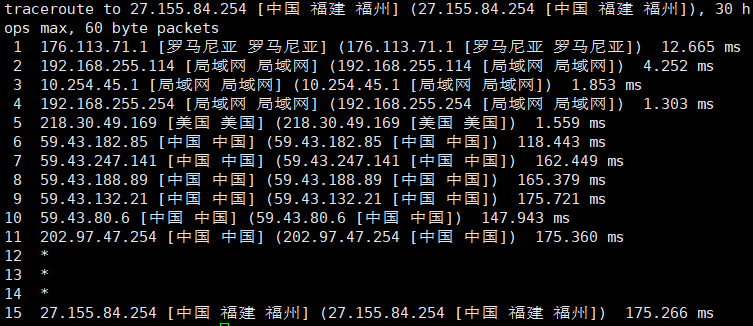 traceroute to 27.155.84.254 [中国 福建 福州] (27.155.84.254 [中国 福建 福州]), 30 h
ops max, 60 byte packets
1 176.113.71.1 [罗马尼亚 罗马尼亚] (176.113.71.1 [罗马尼亚 罗马尼亚]) 12.665 ms
2 192.168.255.114 [局域网 局域网] (192.168.255.114 [局域网 局域网]) 4.252 ms
3 10.254.45.1 [局域网 局域网] (10.254.45.1 [局域网 局域网]) 1.853 ms
4 192.168.255.254 [局域网 局域网] (192.168.255.254 [局域网 局域网]) 1.303 ms
5 218.30.49.169 [美国 美国] (218.30.49.169 [美国 美国]) 1.559 ms
6 59.43.182.85 [中国 中国] (59.43.182.85 [中国 中国]) 118.443 ms
7 59.43.247.141 [中国 中国] (59.43.247.141 [中国 中国]) 162.449 ms
8 59.43.188.89 [中国 中国] (59.43.188.89 [中国 中国]) 165.379 ms
9 59.43.132.21 [中国 中国] (59.43.132.21 [中国 中国]) 175.721 ms
10 59.43.80.6 [中国 中国] (59.43.80.6 [中国 中国]) 147.943 ms
11 202.97.47.254 [中国 中国] (202.97.47.254 [中国 中国]) 175.360 ms
12 *
13 *
14 *
15 27.155.84.254 [中国 福建 福州] (27.155.84.254 [中国 福建 福州]) 175.266 ms